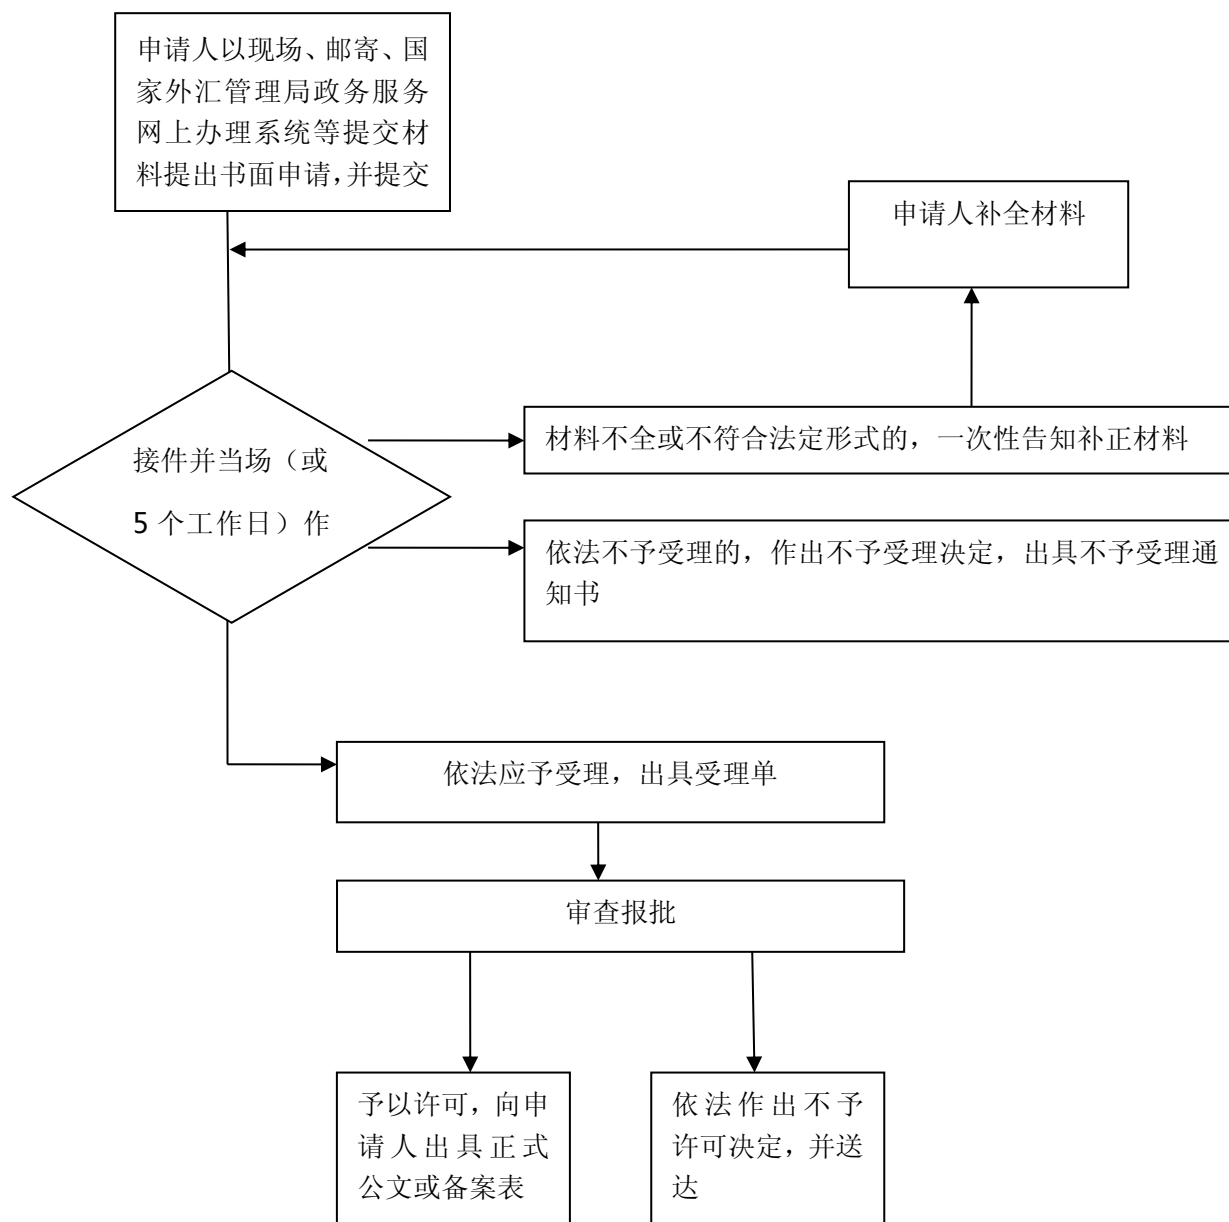 申请人以现场、邮寄、国
家外汇管理局政务服务
网上办理系统等提交材
料提出书面申请,并提交
申请人补全材料
材料不全或不符合法定形式的，一次性告知补正材料
接件并当场（或
5 个工作日）作
依法不予受理的，作出不予受理决定，出具不予受理通
知书
依法应予受理，出具受理单
审查报批
予以许可，向申
请人出具正式
公文或备案表
依法作出不予
许可决定，并送
达